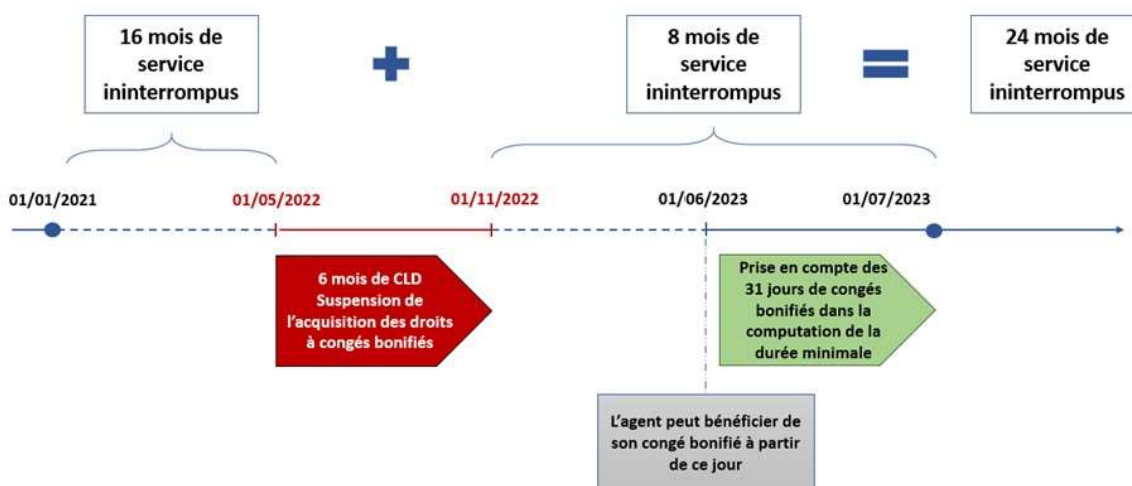 16 mois de
service
ininterrompus
8 mois de
service
ininterrompus
24 mois de
service
ininterrompus
01/01/2021
01/05/2022
01/11/2022
01/06/2023
01/07/2023
6 mois de CLD
Suspension de
l'acquisition des droits
à congés bonifiés
Prise en compte des
31 jours de congés
bonifiés dans la
computation de la
durée minimale
L'agent peut bénéficier de
son congé bonifié à partir
de ce jour